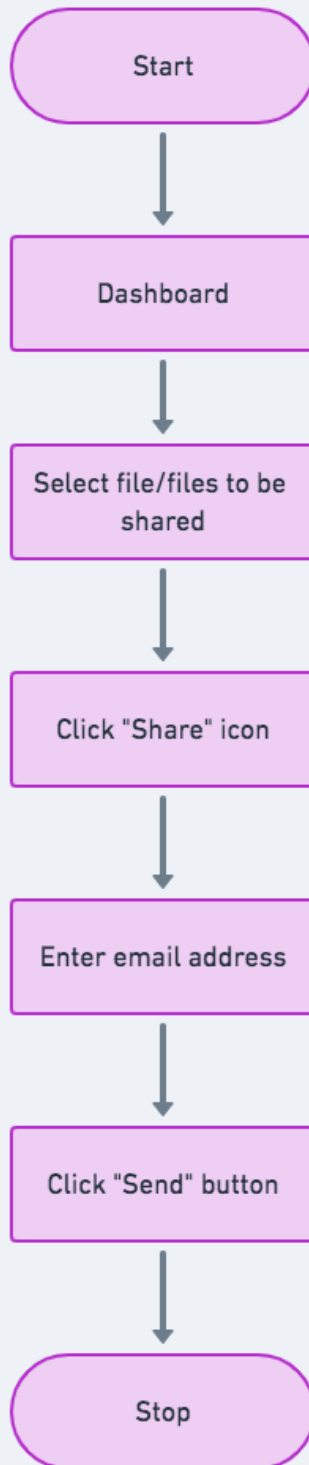 Start
Dashboard
Select file/files to be
shared
Click "Share" icon
Enter email address
Click "Send" button
Stop